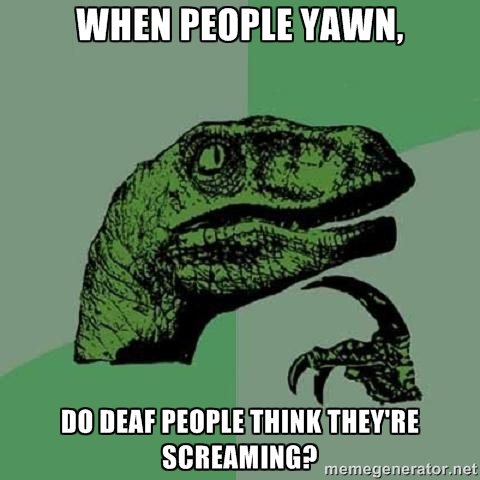 WHEN PEOPLE YAWN,
DO DEAF PEOPLE THINK THEY'RE
SCREAMING?
memegenerator.net